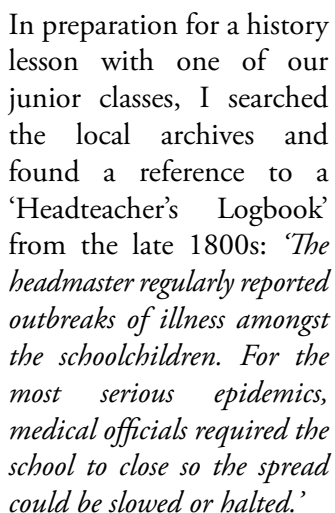 In preparation for a history
lesson with one of our
junior classes, I searched
the local archives and
found a reference to a
‘Headteacher’s Logbook’
from the late 1800s: ‘The
headmaster regularly reported
outbreaks of illness amongst
the schoolchildren. For the
most serious epidemics,
medical officials required the
school to close so the spread
could be slowed or halted.’